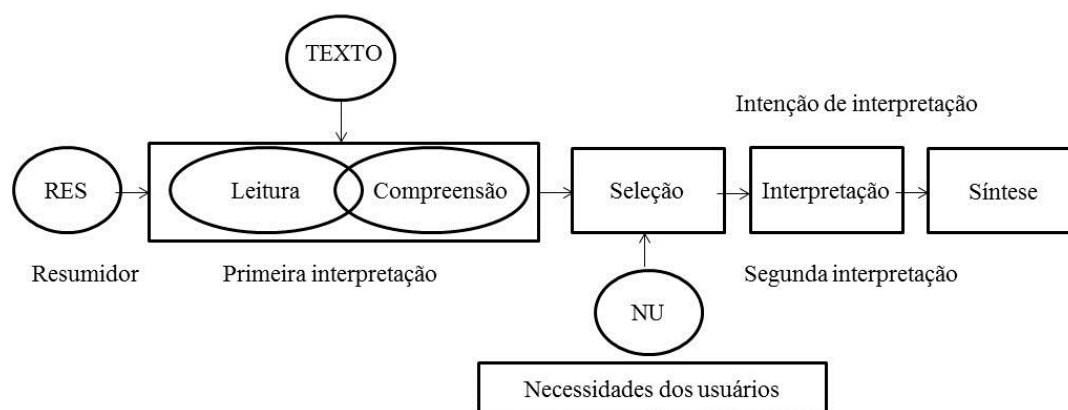 TEXTO
Intenção de interpretação
RES
Leitura
Compreensão
Seleção
Interpretação
Síntese
Resumidor
Primeira interpretação
Segunda interpretação
NU
Necessidades dos usuários